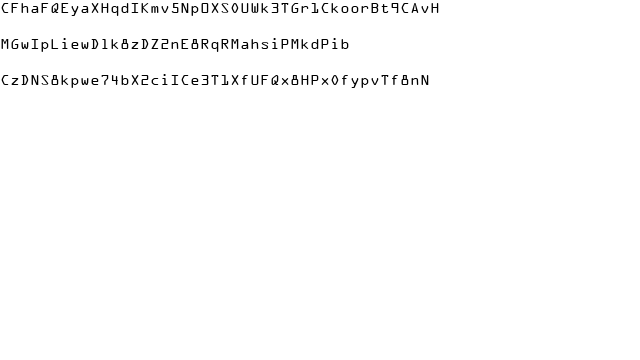 CFhaFQEyaXHqdIKmv5NpOXS0UWk3TGr1CkoorBt9CAvH
MGwIpLiewD1k8zDZ2nE8RqRMahsiPMkdPib
CzDNS8kpwe74bX2ciICe3T1XfUFQx8HPx0fypvTf8nN